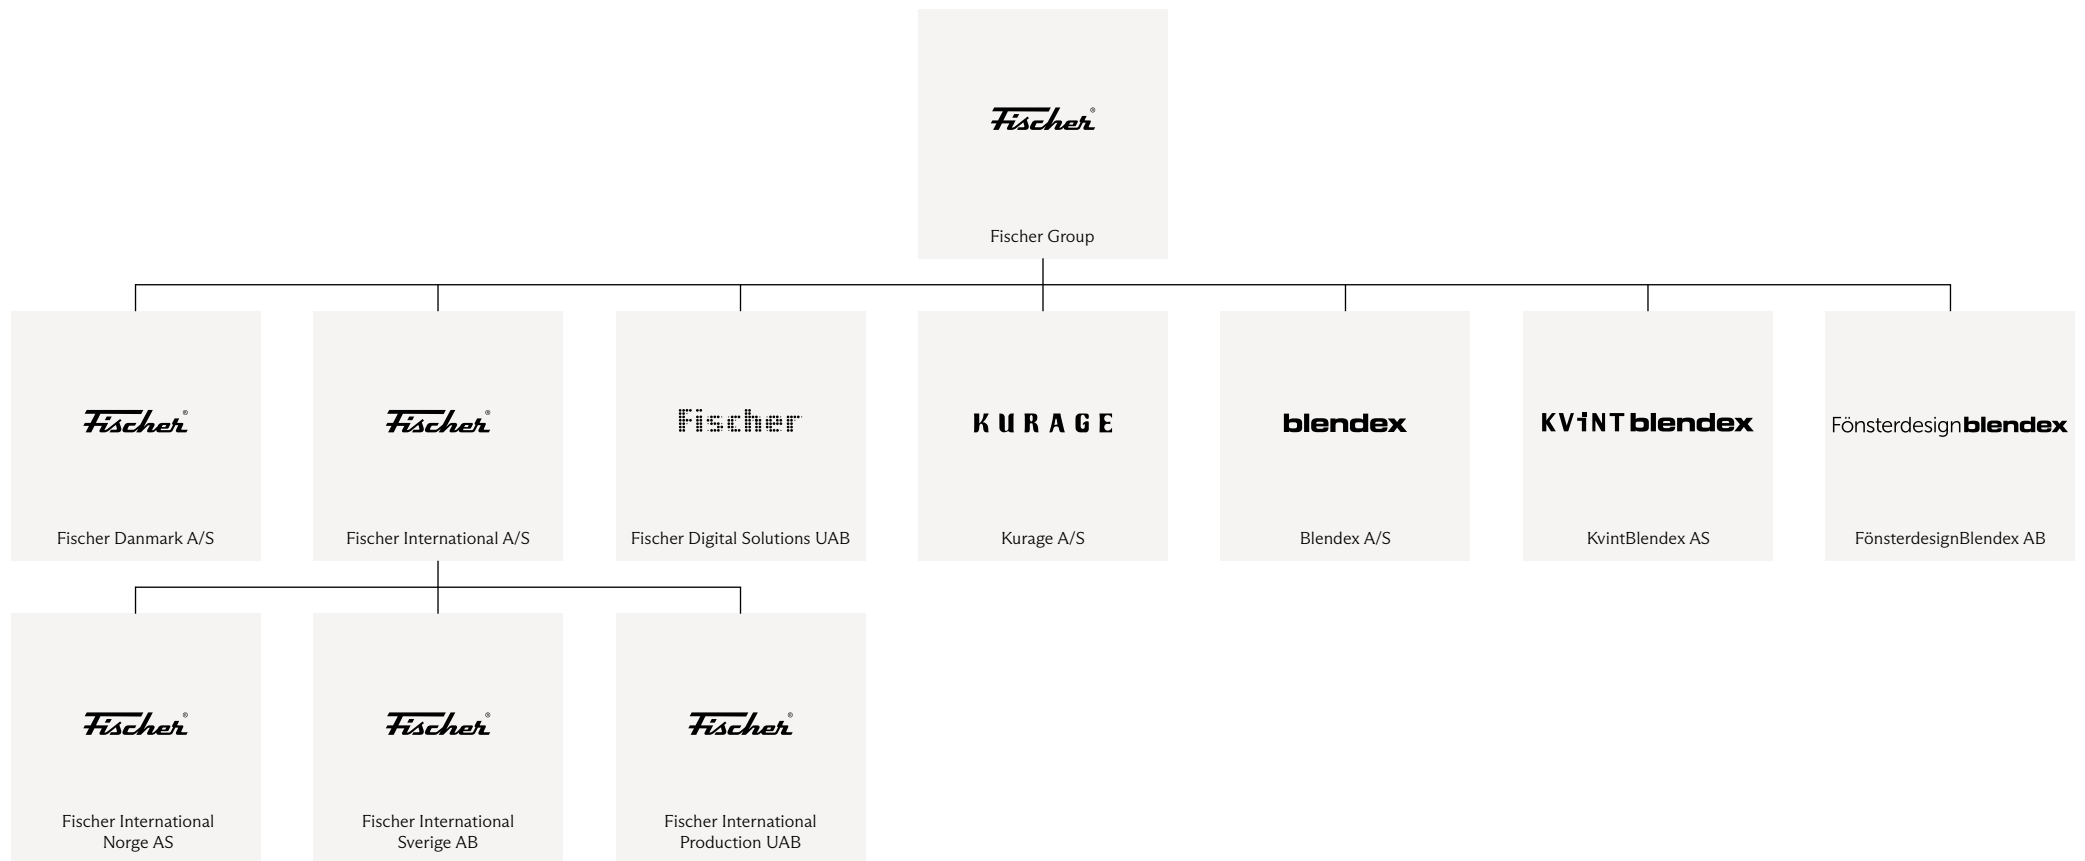 Fischer®
Fischer Group
Fischer®
Fischer®
Fischer
KURAGE
blendex
KViNT blendex
Fönsterdesignblendex
Fischer Danmark A/S
Fischer International A/S
Fischer Digital Solutions UAB
Kurage A/S
Blendex A/S
KvintBlendex AS
FönsterdesignBlendex AB
Fischer®
Fischer®
Fischer®
Fischer International
Norge AS
Fischer International
Sverige AB
Fischer International
Production UAB